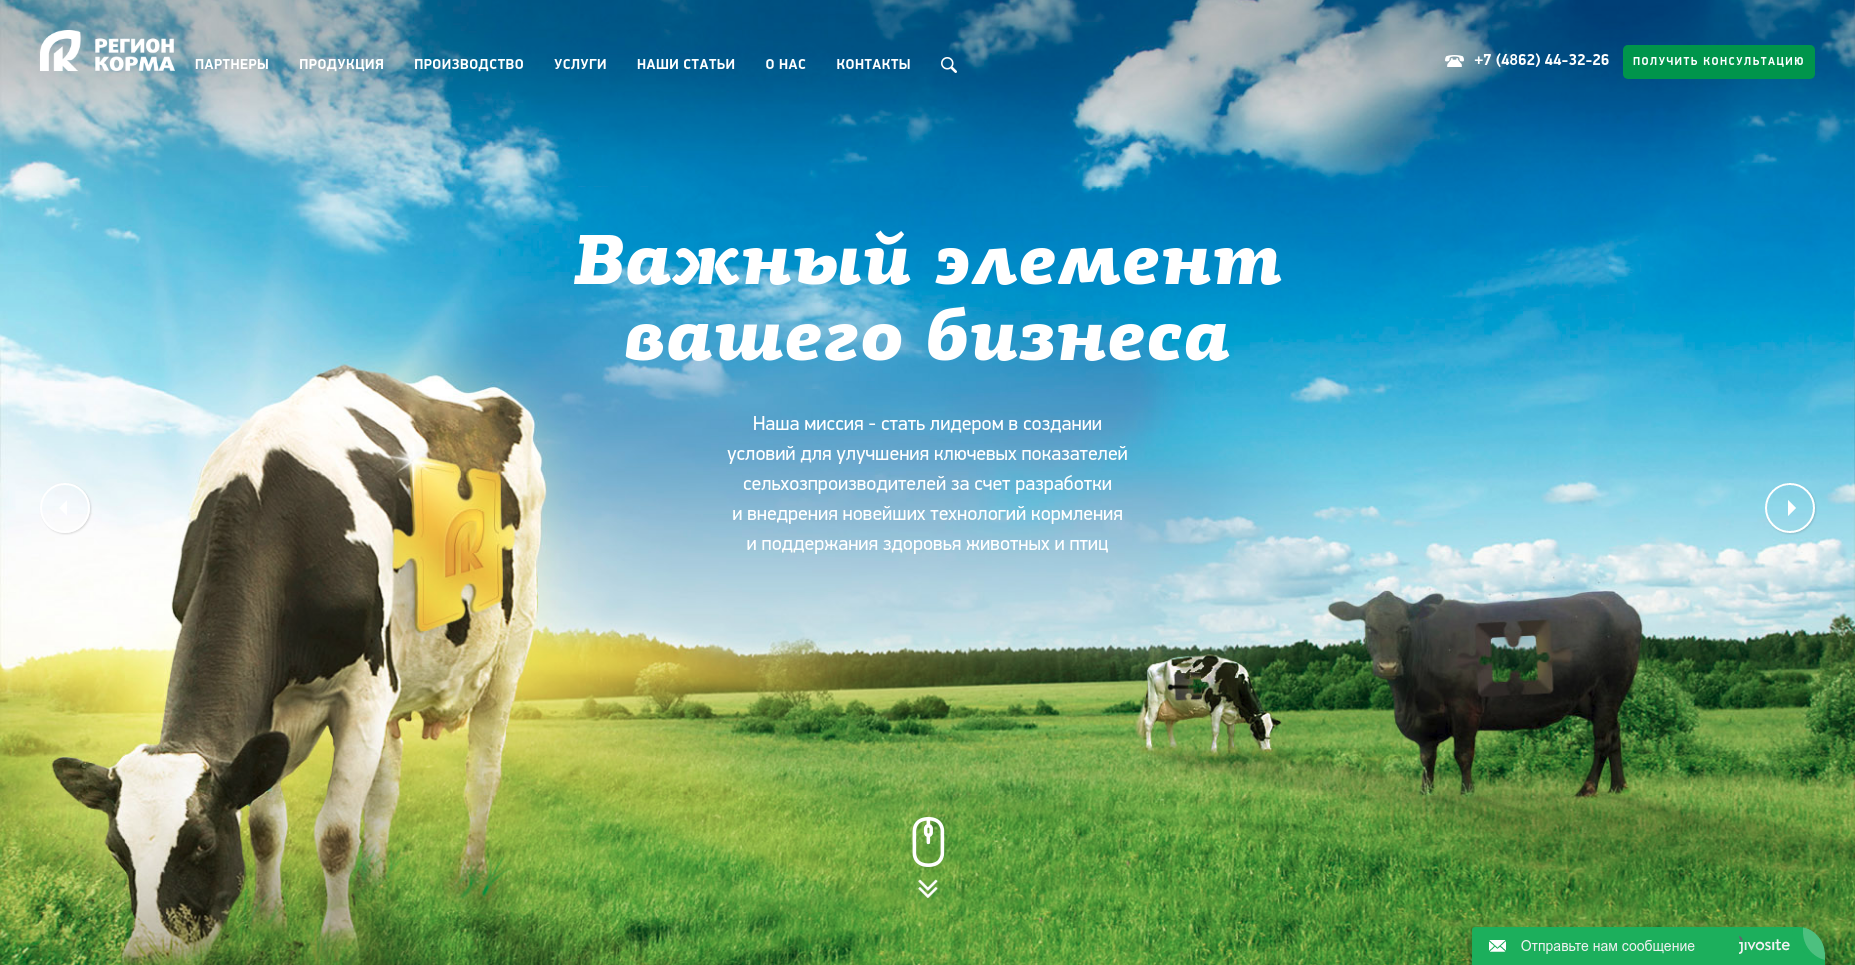 РЕГИОН
КОРМА
ПАРТНЕРЫ ПРОДУКЦИЯ ПРОИЗВОДСТВО УСЛУГИ НАШИ СТАТЬИ О НАС КОНТАКТЫ
+7 (4862) 44-32-26
ПОЛУЧИТЬ КОНСУЛЬТАЦИЮ
Важный элемент
вашего бизнеса
Наша миссия - стать лидером в создании
условий для улучшения ключевых показателей
сельхозпроизводителей за счет разработки
и внедрения новейших технологий кормления
и поддержания здоровья животных и птиц
Отправьте нам сообщение
jivosite